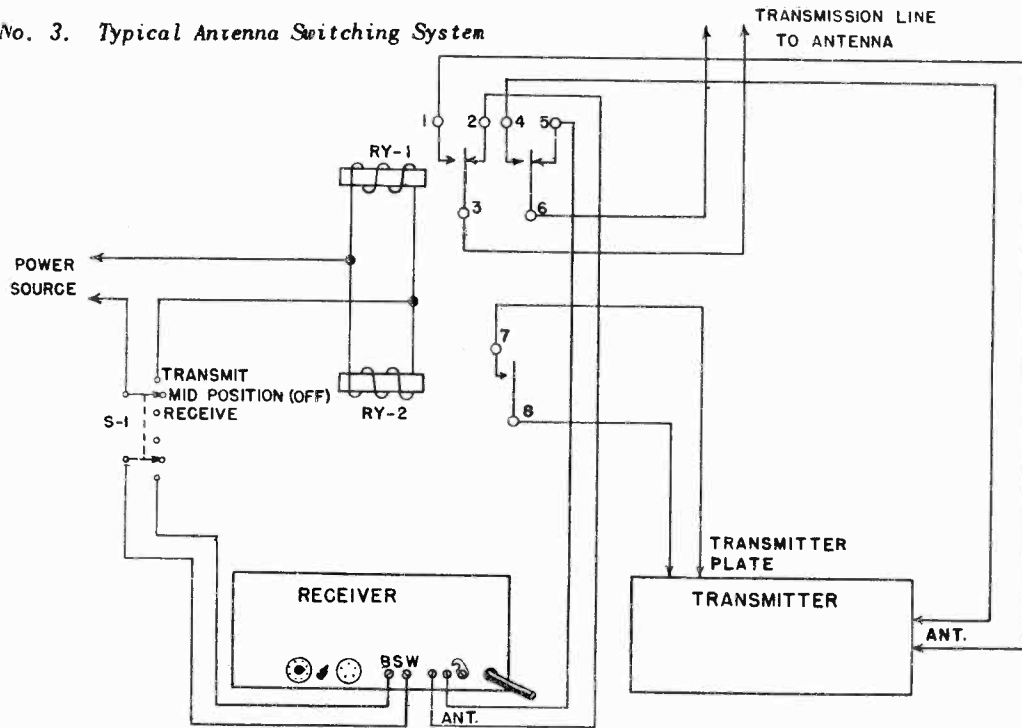 No. 3. Typical Antenna Switching System
TRANSMISSION LINE
TO ANTENNA
1
2
4
5
RY-1
3
6
POWER
SOURCE
7
TRANSMIT
MID POSITION (OFF)
RECEIVE
S-1
RY-2
8
TRANSMITTER
PLATE
RECEIVER
TRANSMITTER
ANT.
BSW
ANT.